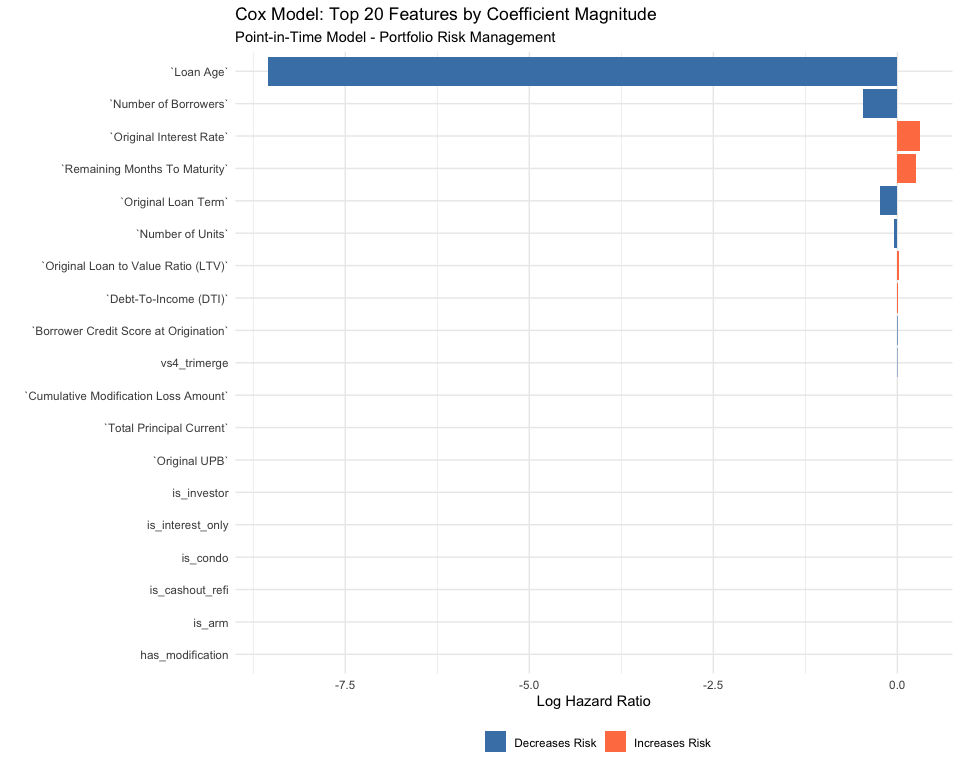 Cox Model: Top 20 Features by Coefficient Magnitude
Point-in-Time Model - Portfolio Risk Management
`Loan Age`
`Number of Borrowers`
`Original Interest Rate`
`Remaining Months To Maturity`
`Original Loan Term`
`Number of Units`
`Original Loan to Value Ratio (LTV)`
`Debt-To-Income (DTI)`
`Borrower Credit Score at Origination`
vs4_trimerge
`Cumulative Modification Loss Amount`
`Total Principal Current`
`Original UPB`
is_investor
is_interest_only
is_condo
is_cashout_refi
is_arm
has_modification
-7.5 -5.0 -2.5 0.0
Log Hazard Ratio
Decreases Risk Increases Risk